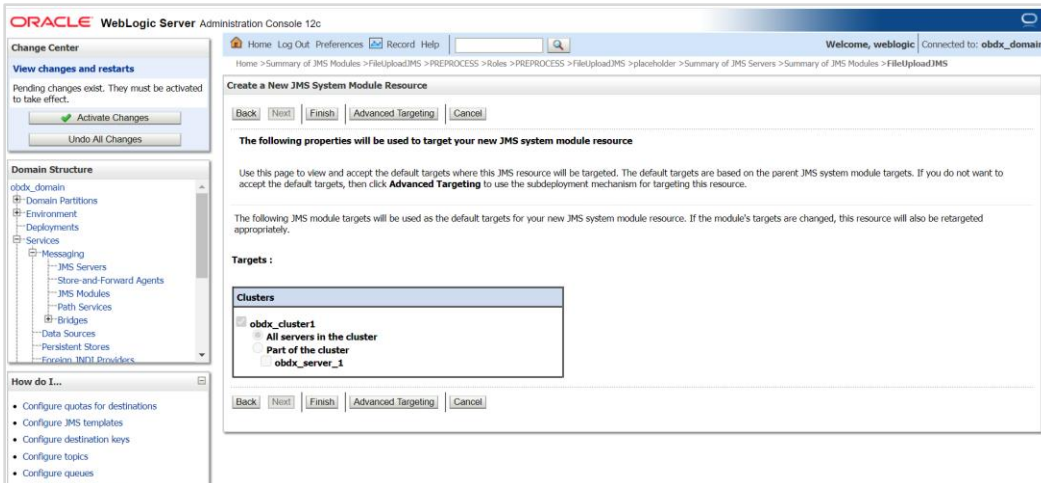 ORACLE WebLogic Server Administration Console 12c
Change Center
View changes and restarts
Pending changes exist. They must be activated
to take effect.
Activate Changes
Undo All Changes
Domain Structure
obdx_domain
Domain Partitions
Environment
Deployments
Services
Messaging
JMS Servers
Store-and-Forward Agents
JMS Modules
Path Services
Bridges
Data Sources
Persistent Stores
Foreign JNDI Providers
How do I...
Configure quotas for destinations
Configure JMS templates
Configure destination keys
Configure topics
Configure queues
Home Log Out Preferences Record Help
Welcome, weblogic Connected to: obdx_domain
Home >Summary of JMS Modules >FileUploadJMS >PREPROCESS >Roles >PREPROCESS >FileUploadJMS >placeholder >Summary of JMS Servers >Summary of JMS Modules >FileUploadJMS
Create a New JMS System Module Resource
Back Next Finish Advanced Targeting Cancel
The following properties will be used to target your new JMS system module resource
Use this page to view and accept the default targets where this JMS resource will be targeted. The default targets are based on the parent JMS system module targets. If you do not want to
accept the default targets, then click Advanced Targeting to use the subdeployment mechanism for targeting this resource.
The following JMS module targets will be used as the default targets for your new JMS system module resource. If the module's targets are changed, this resource will also be retargeted
appropriately.
Targets :
Clusters
obdx_cluster1
All servers in the cluster
Part of the cluster
obdx_server_1
Back Next Finish Advanced Targeting Cancel